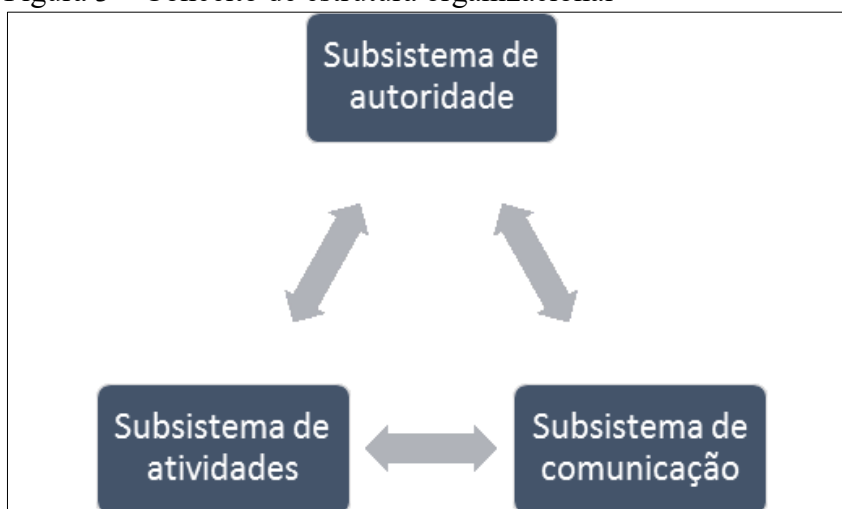 Subsistema de
autoridade
Subsistema de
atividades
Subsistema de
comunicação